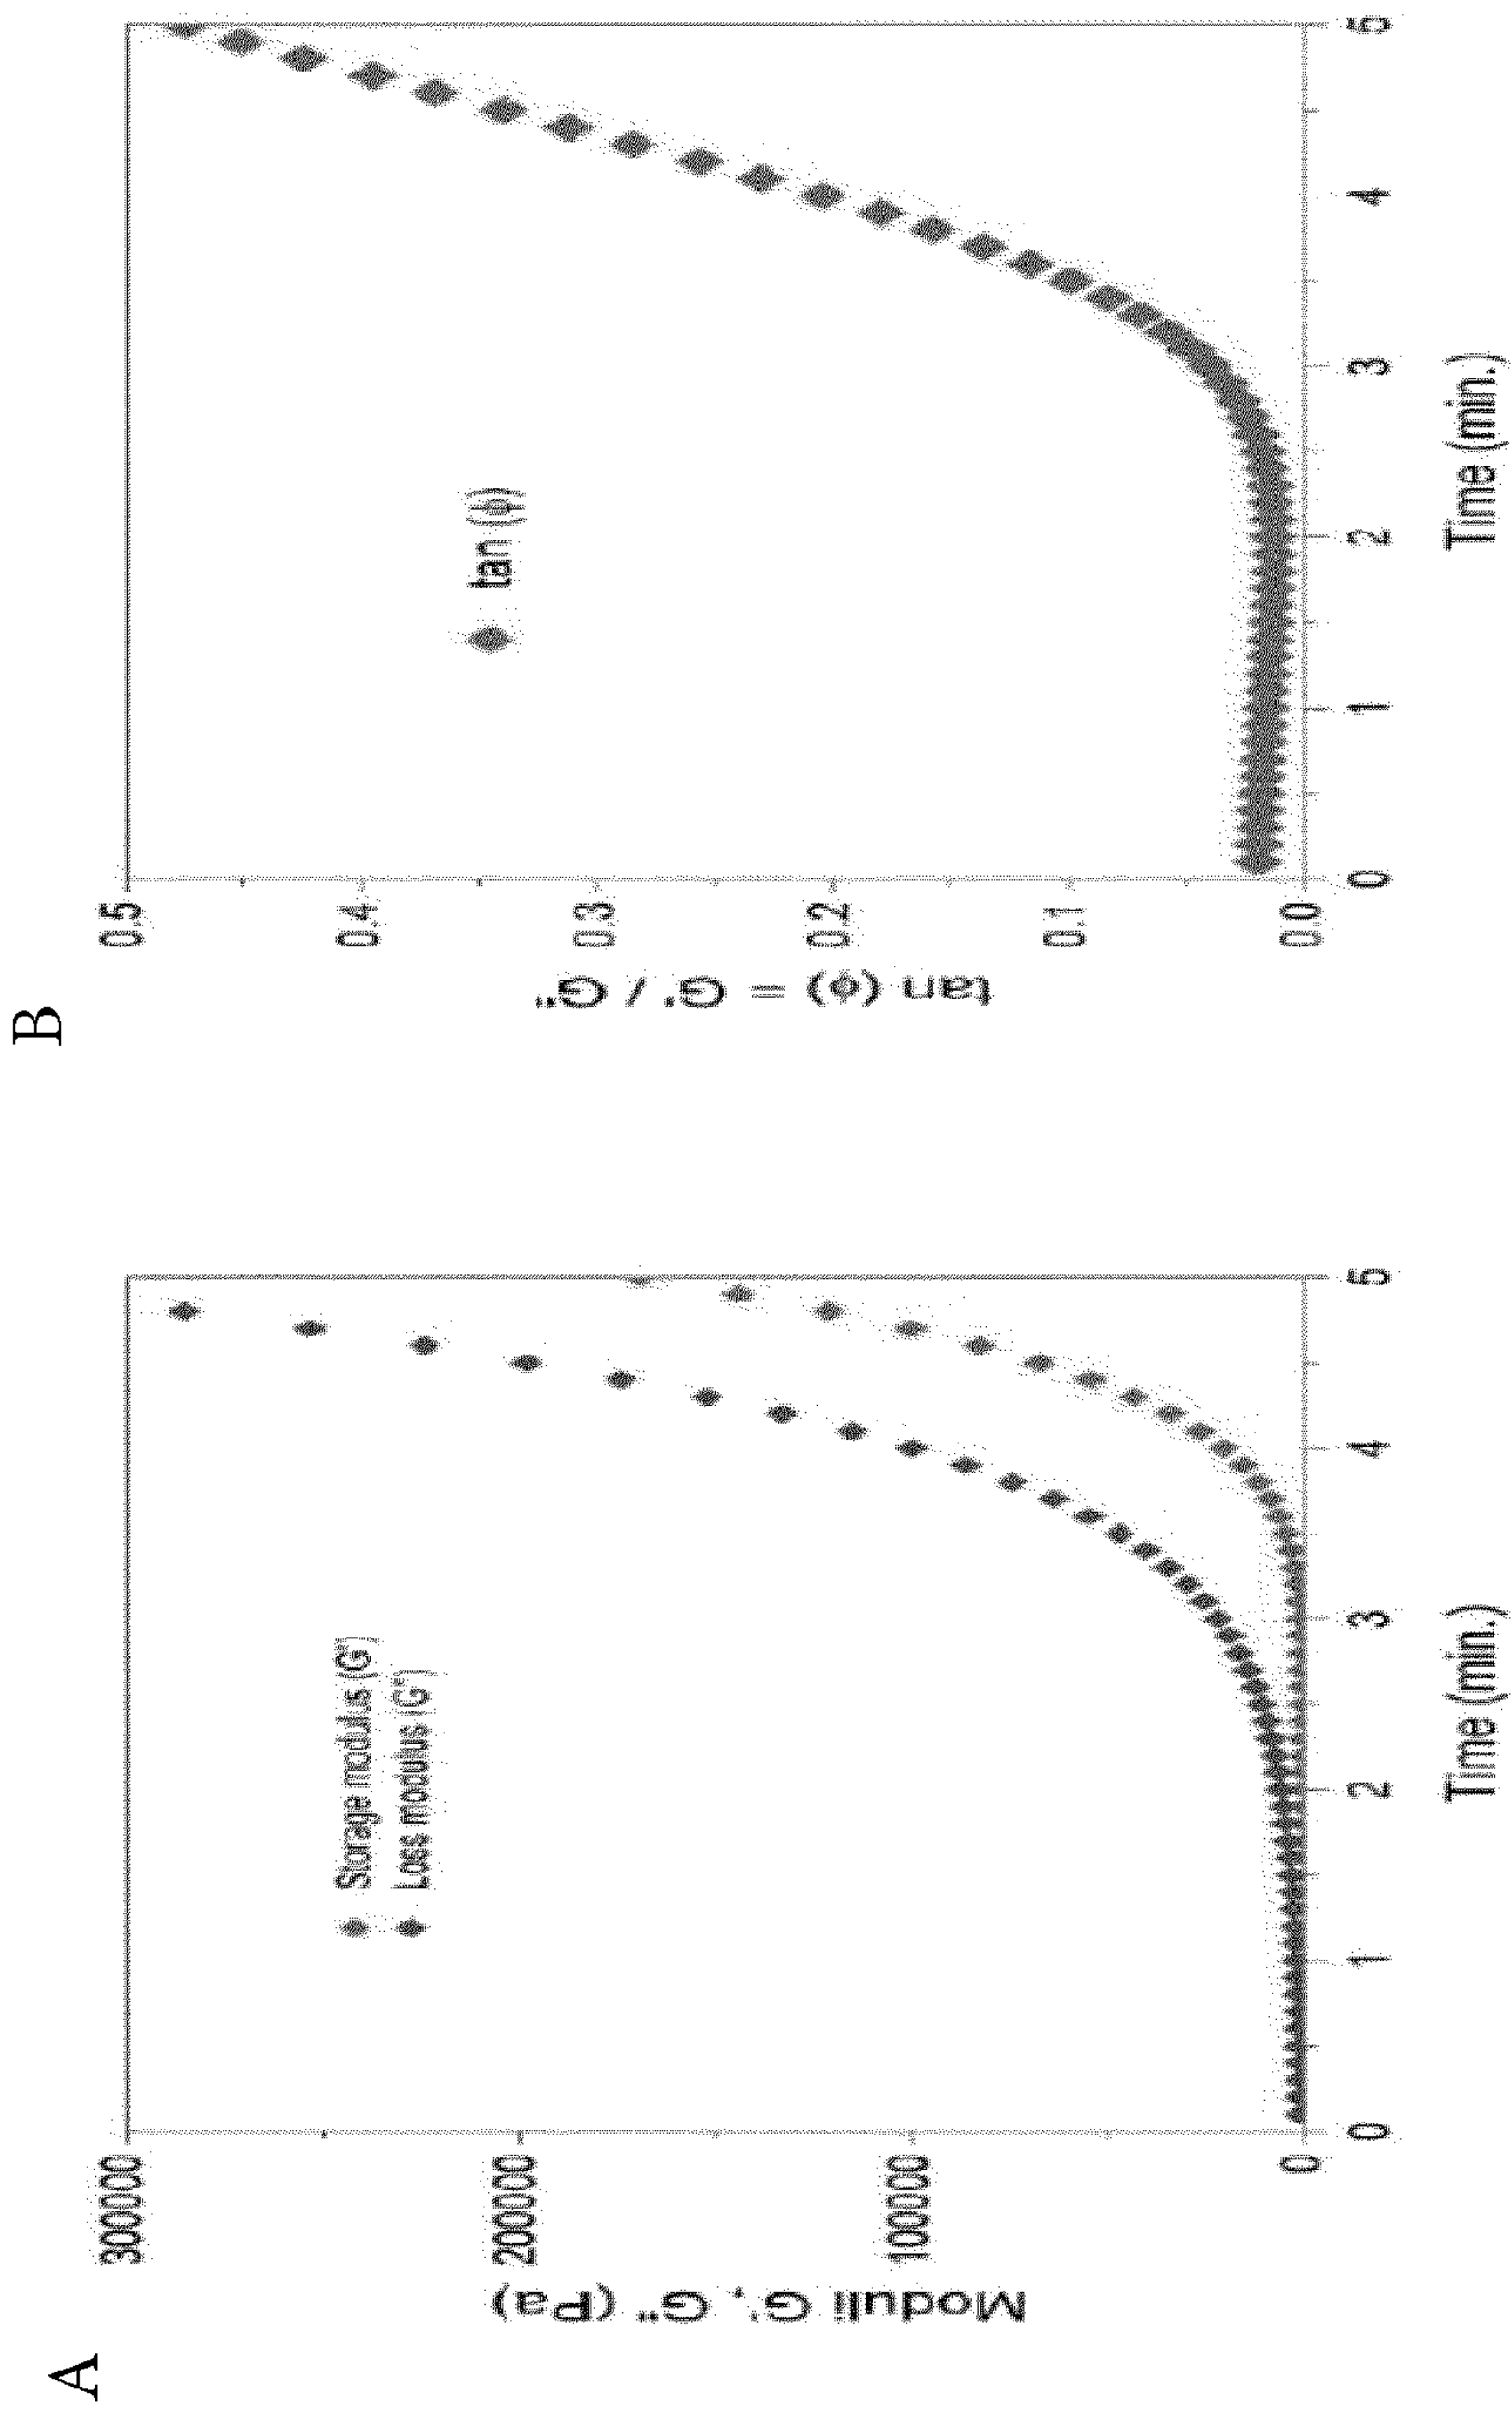 A
Moduli G', G'' (Pa)
300000
200000
100000
0
Storage modulus (G')
Loss modulus (G'')
0
1
2
3
4
5
Time (min.)
B
tan (ϕ) = G' / G''
0.5
0.4
0.3
0.2
0.1
0.0
tan (ϕ)
0
1
2
3
4
5
Time (min.)